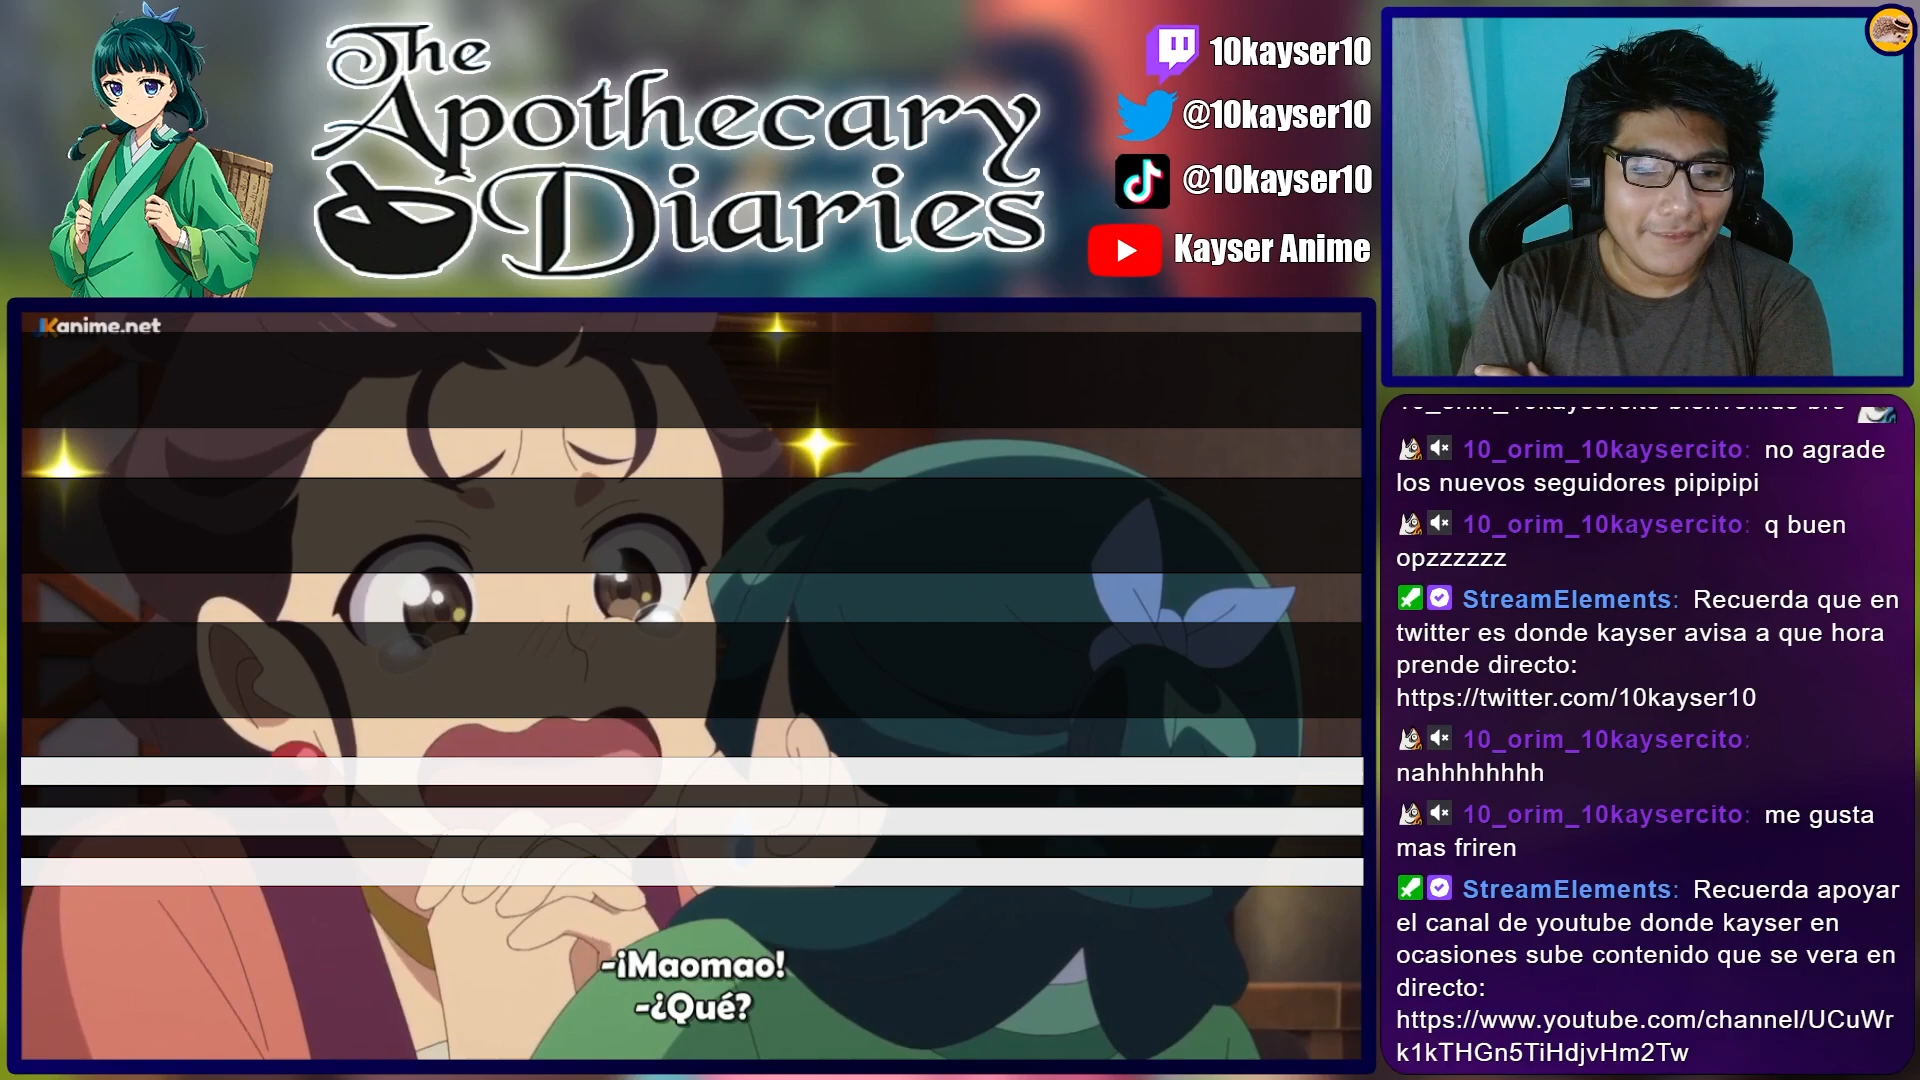 The
Apothecary
Diaries
10kayser10
@10kayser10
@10kayser10
Kayser Anime
JKanime.net
-¡Maomao!
-¿Qué?
10_orim_10kaysercito: no agrade
los nuevos seguidores pipipipi
10_orim_10kaysercito: q buen
opzzzzzz
StreamElements: Recuerda que en
twitter es donde kayser avisa a que hora
prende directo:
https://twitter.com/10kayser10
10_orim_10kaysercito:
nahhhhhhhh
10_orim_10kaysercito: me gusta
mas friren
StreamElements: Recuerda apoyar
el canal de youtube donde kayser en
ocasiones sube contenido que se vera en
directo:
https://www.youtube.com/channel/UCuWr
k1kTHGn5TiHdjvHm2Tw